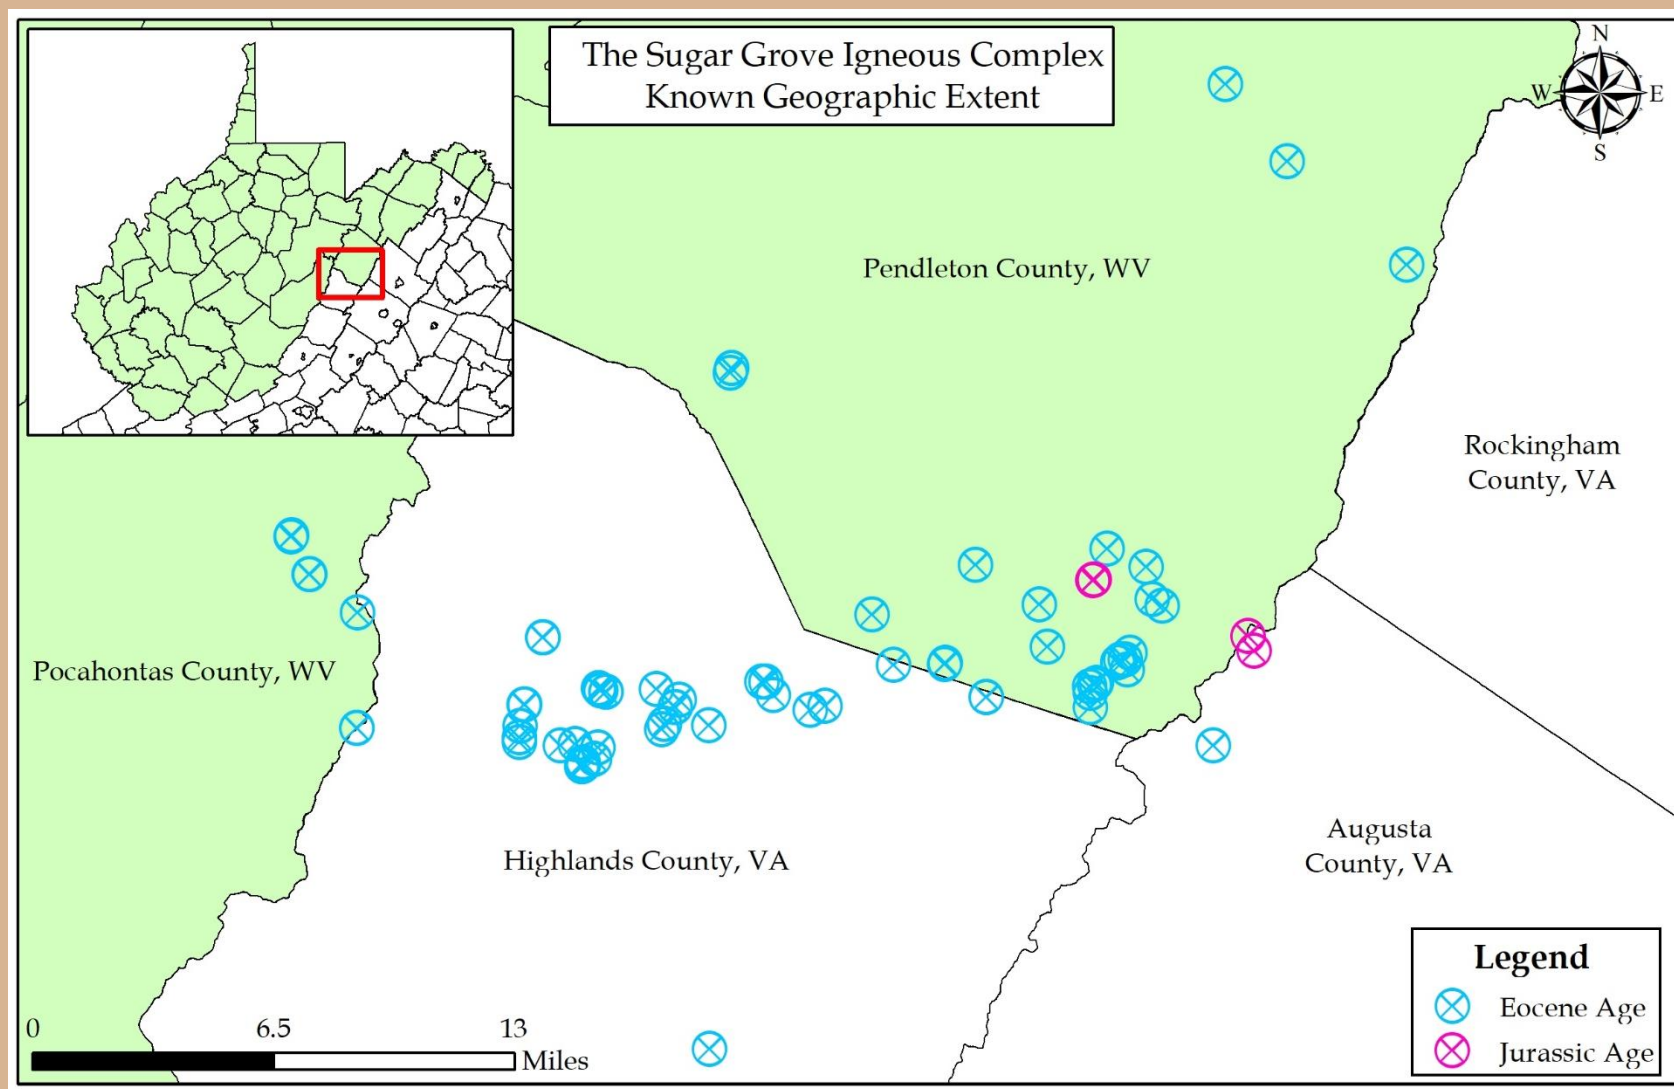 The Sugar Grove Igneous Complex
Known Geographic Extent
N
W
E
S
Pendleton County, WV
Rockingham
County, VA
Pocahontas County, WV
Highlands County, VA
Augusta
County, VA
Legend
Eocene Age
Jurassic Age
0
6.5
13
Miles